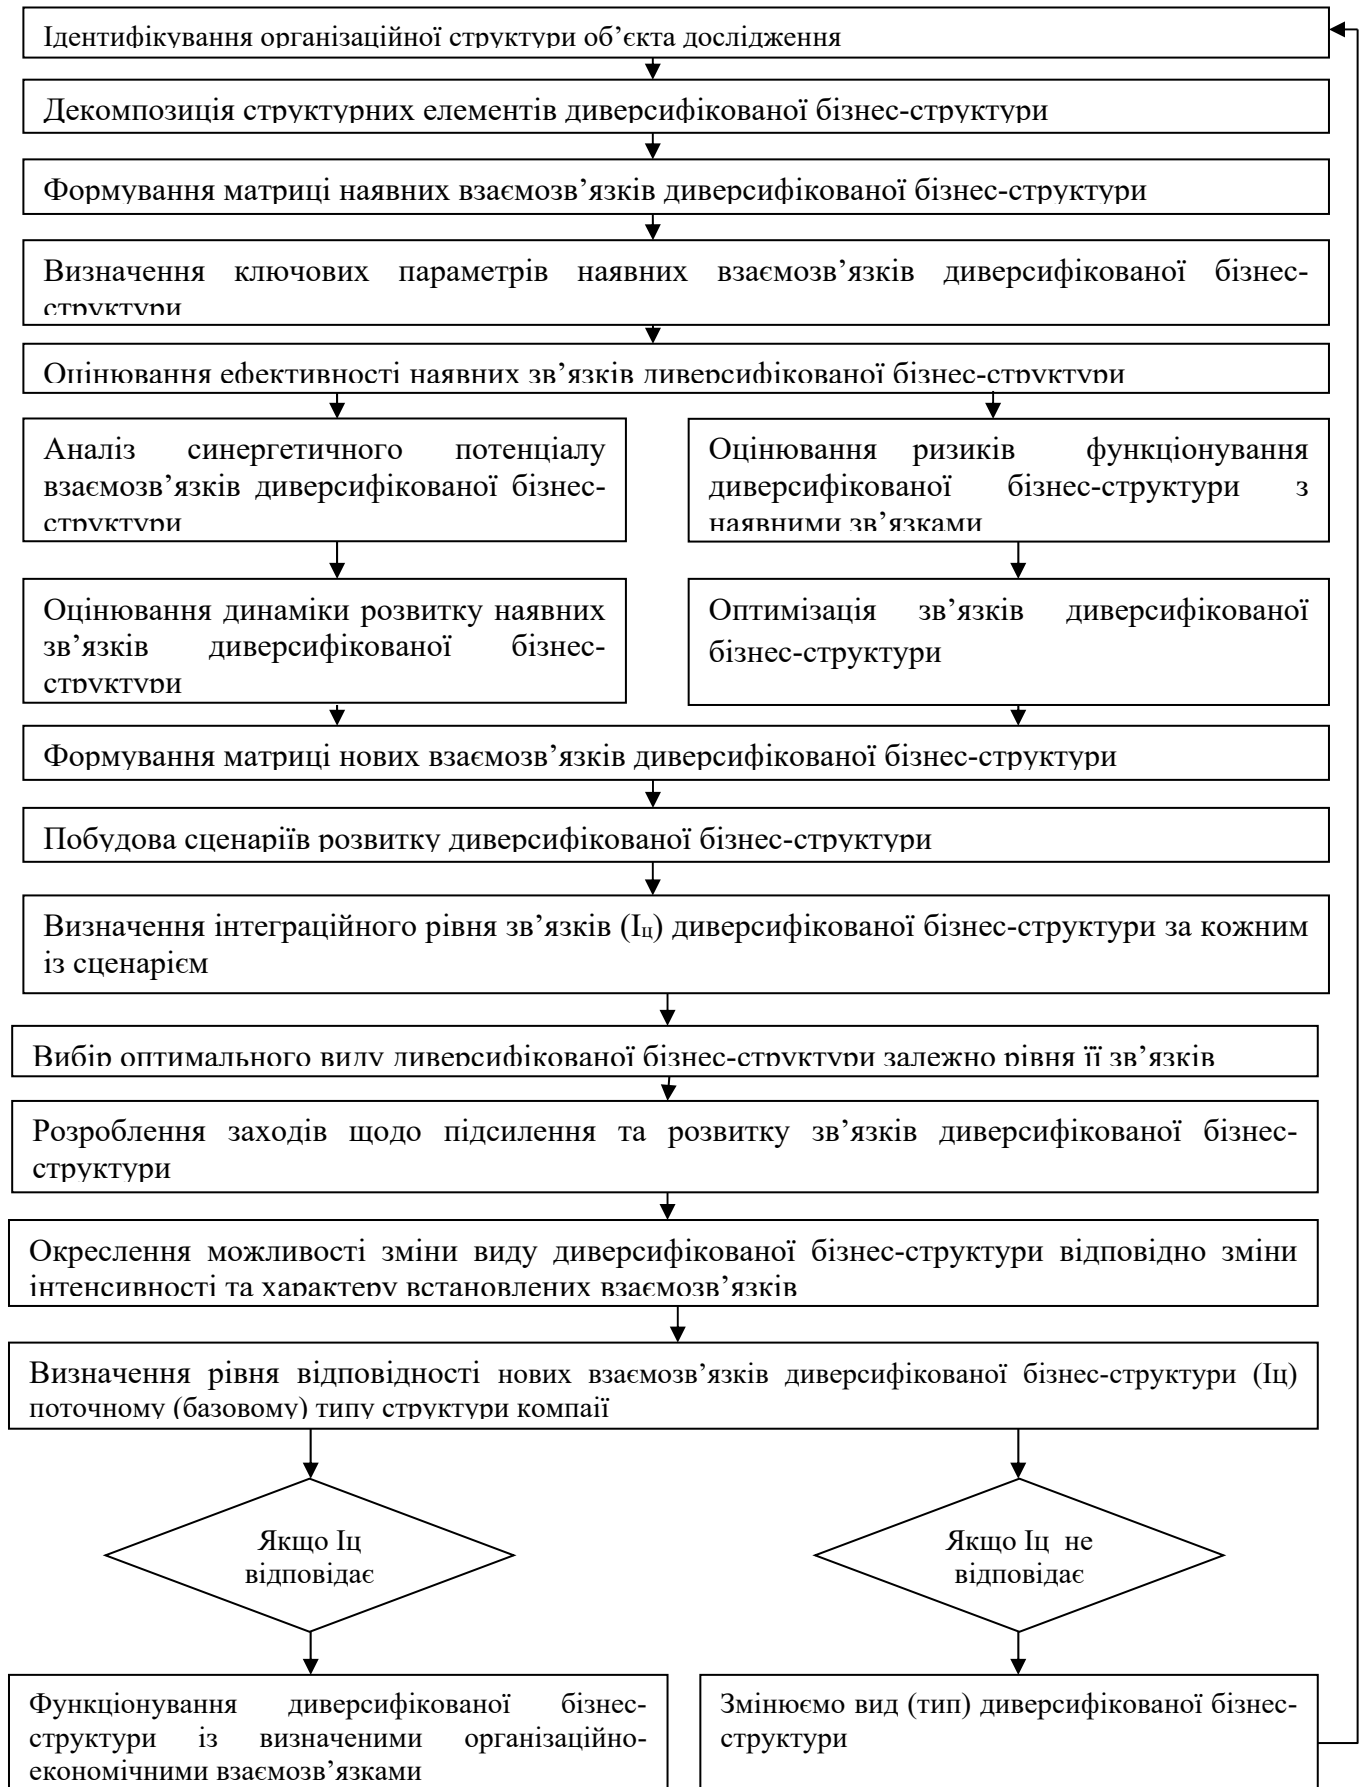 Ідентифікування організаційної структури об’єкта дослідження
Декомпозиція структурних елементів диверсифікованої бізнес-структури
Формування матриці наявних взаємозв’язків диверсифікованої бізнес-структури
Визначення ключових параметрів наявних взаємозв’язків диверсифікованої бізнес-
структури
Оцінювання ефективності наявних зв’язків диверсифікованої бізнес-структури
Аналіз синергетичного потенціалу
взаємозв’язків диверсифікованої бізнес-
структури
Оцінювання ризиків функціонування
диверсифікованої бізнес-структури з
наявними зв’язками
Оцінювання динаміки розвитку наявних
зв’язків диверсифікованої бізнес-
структури
Оптимізація зв’язків диверсифікованої
бізнес-структури
Формування матриці нових взаємозв’язків диверсифікованої бізнес-структури
Побудова сценаріїв розвитку диверсифікованої бізнес-структури
Визначення інтеграційного рівня зв’язків (Іц) диверсифікованої бізнес-структури за кожним
із сценарієм
Вибір оптимального виду диверсифікованої бізнес-структури залежно рівня її зв’язків
Розроблення заходів щодо підсилення та розвитку зв’язків диверсифікованої бізнес-
структури
Окреслення можливості зміни виду диверсифікованої бізнес-структури відповідно зміни
інтенсивності та характеру встановлених взаємозв’язків
Визначення рівня відповідності нових взаємозв’язків диверсифікованої бізнес-структури (Іц)
поточному (базовому) типу структури компаії
Якщо Іц
відповідає
Якщо Іц не
відповідає
Функціонування диверсифікованої бізнес-
структури із визначеними організаційно-
економічними взаємозв’язками
Змінюємо вид (тип) диверсифікованої бізнес-
структури